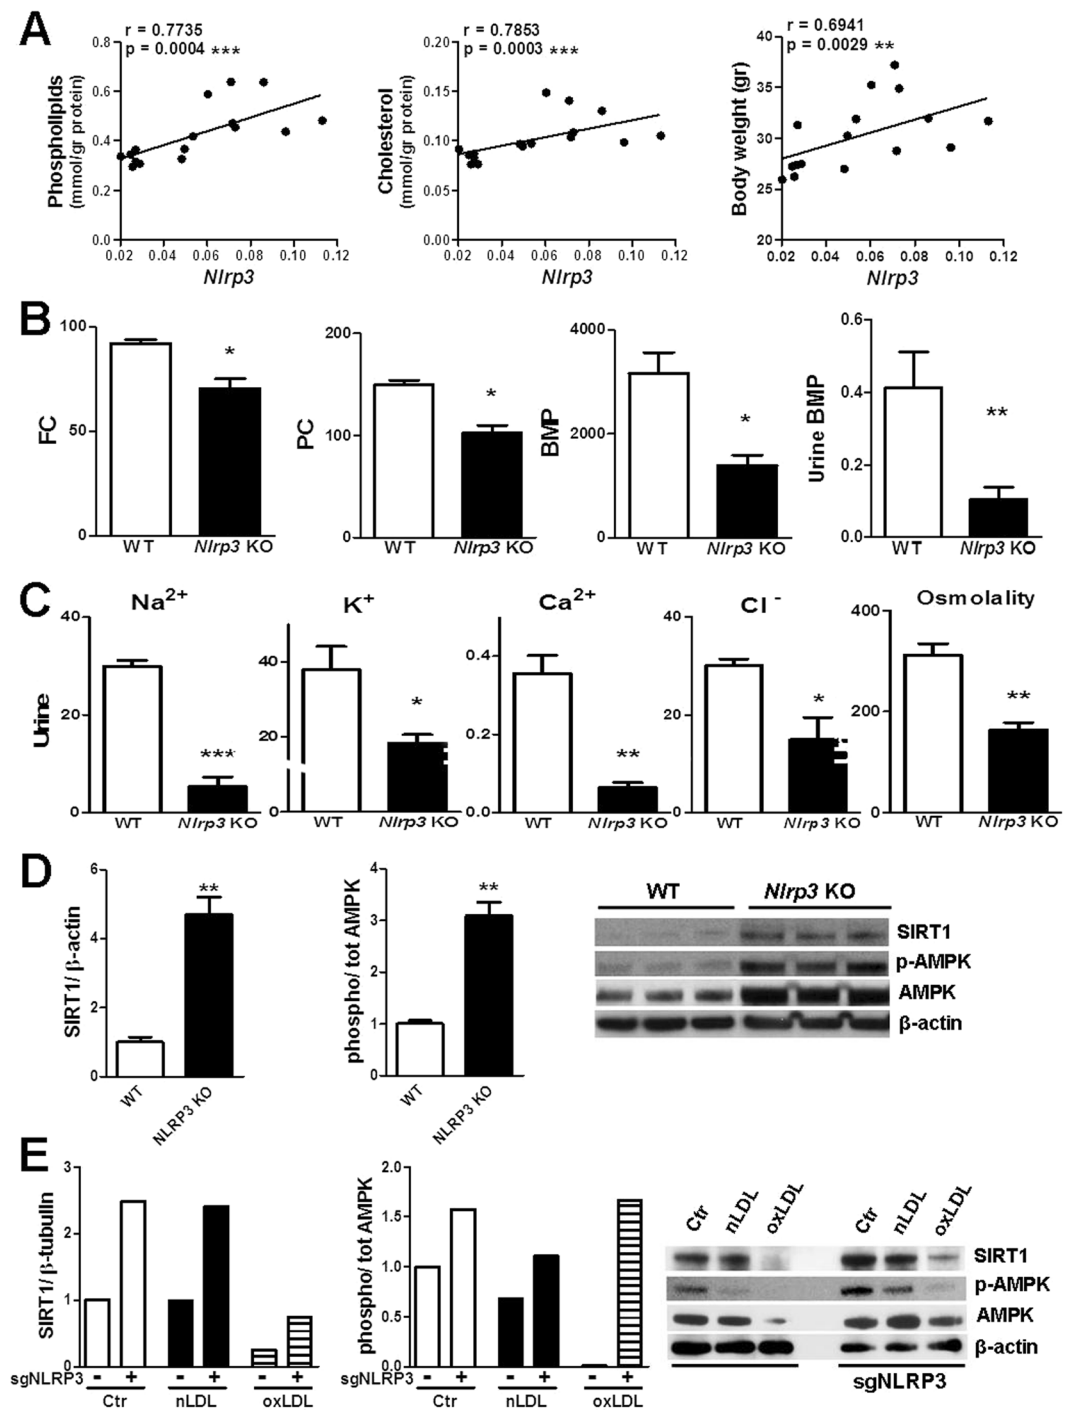 A
r = 0.7735
p = 0.0004 ***
Phospholipids
(mmol/gr protein)
0.8
0.6
0.4
0.2
0.0
0.02 0.04 0.06 0.08 0.10 0.12
Nlrp3
r = 0.7853
p = 0.0003 ***
Cholesterol
(mmol/gr protein)
0.20
0.15
0.10
0.05
0.00
0.02 0.04 0.06 0.08 0.10 0.12
Nlrp3
r = 0.6941
p = 0.0029 **
Body weight (gr)
40
35
30
25
20
0.02 0.04 0.06 0.08 0.10 0.12
Nlrp3
B
FC
100
50
0
*
WT Nlrp3 KO
PC
200
100
0
*
WT Nlrp3 KO
BMP
4000
2000
0
*
WT Nlrp3 KO
Urine BMP
0.6
0.4
0.2
0.0
**
WT Nlrp3 KO
C
Urine
Na2+
40
20
0
***
WT Nlrp3 KO
K+
40
20
0
*
WT Nlrp3 KO
Ca2+
0.4
0.2
0.0
**
WT Nlrp3 KO
Cl -
40
20
0
*
WT Nlrp3 KO
Osmolality
400
200
0
**
WT Nlrp3 KO
D
SIRT1/ β-actin
6
4
2
0
**
WT
NLRP3 KO
phospho/ tot AMPK
4
3
2
1
0
**
WT
NLRP3 KO
WT Nlrp3 KO
SIRT1
p-AMPK
AMPK
β-actin
E
SIRT1/ β-tubulin
3
2
1
0
sgNLRP3 - + - + - +
Ctr nLDL oxLDL
phospho/ tot AMPK
2.0
1.5
1.0
0.5
0.0
sgNLRP3 - + - + - +
Ctr nLDL oxLDL
Ctr nLDL oxLDL Ctr nLDL oxLDL
SIRT1
p-AMPK
AMPK
β-actin
sgNLRP3